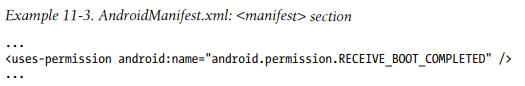 Example 11-3. AndroidManifest.xml: <manifest> section
...
<uses-permission android:name="android.permission.RECEIVE_BOOT_COMPLETED" />
...